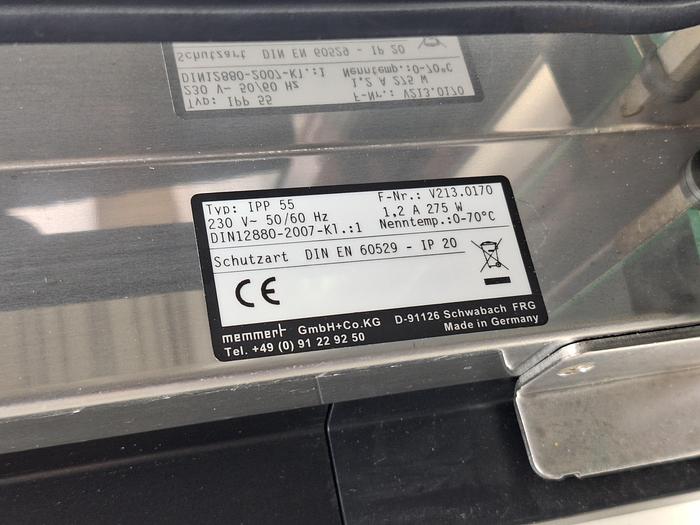 Typ: IPP 55 F-Nr.: V213.0170
230 V~ 50/60 Hz 1,2 A 275 W
DIN12880-2007-Kl.:1 Nenntemp.:0-70°C
Schutzart DIN EN 60529 - IP 20
CE
memmert GmbH+Co.KG D-91126 Schwabach FRG
Tel. +49 (0) 91 22 92 50 Made in Germany